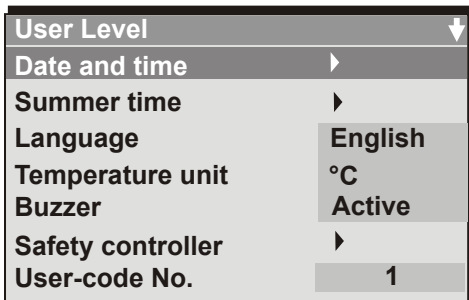 User Level
Date and time
Summer time
Language English
Temperature unit °C
Buzzer Active
Safety controller
User-code No. 1